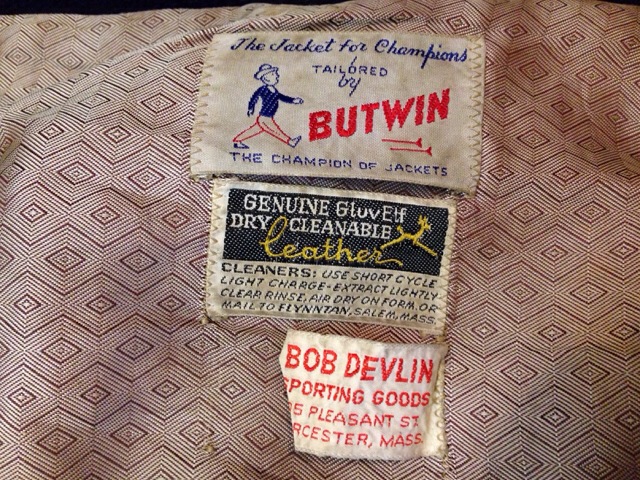 The Jacket for Champions
TAILORED
by
BUTWIN
THE CHAMPION OF JACKETS
GENUINE GluvElf
DRY CLEANABLE
leather
CLEANERS: USE SHORT CYCLE
LIGHT CHARGE-EXTRACT LIGHTLY
CLEAR RINSE, AIR DRY ON FORM, OR
MAIL TO FLYNNTAN, SALEM, MASS.
BOB DEVLIN
SPORTING GOODS
5 PLEASANT ST.
RCESTER, MASS.